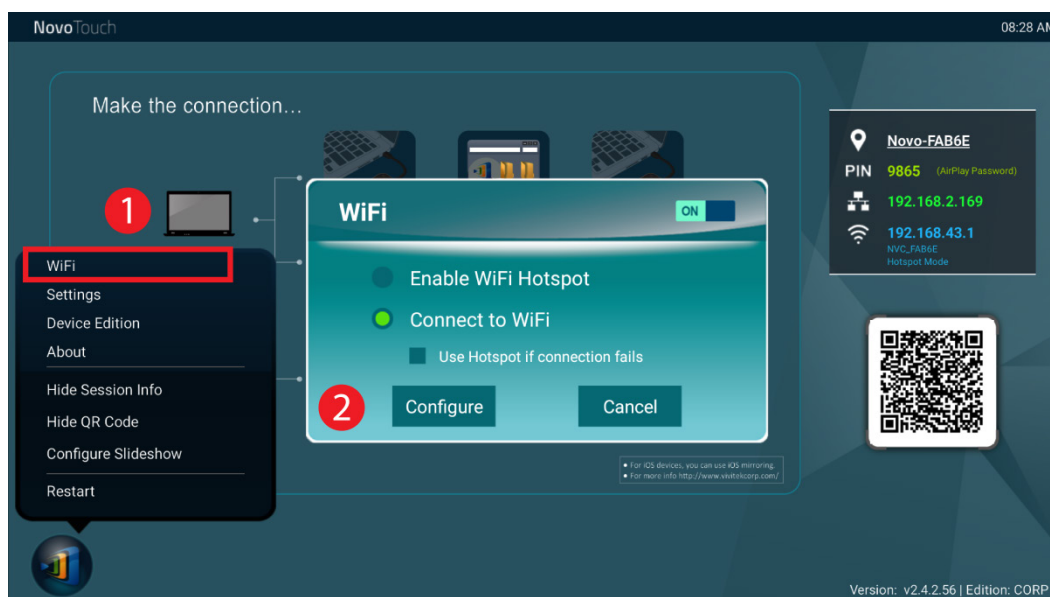 NovoTouch
08:28 AM
Make the connection...
1
WiFi
Settings
Device Edition
About
Hide Session Info
Hide QR Code
Configure Slideshow
Restart
WiFi
ON
Enable WiFi Hotspot
Connect to WiFi
Use Hotspot if connection fails
2
Configure
Cancel
• For iOS devices, you can use iOS mirroring.
• For more info http://www.vivitekcorp.com/
Novo-FAB6E
PIN 9865 (AirPlay Password)
192.168.2.169
192.168.43.1
NVC_FAB6E
Hotspot Mode
Version: v2.4.2.56 | Edition: CORP